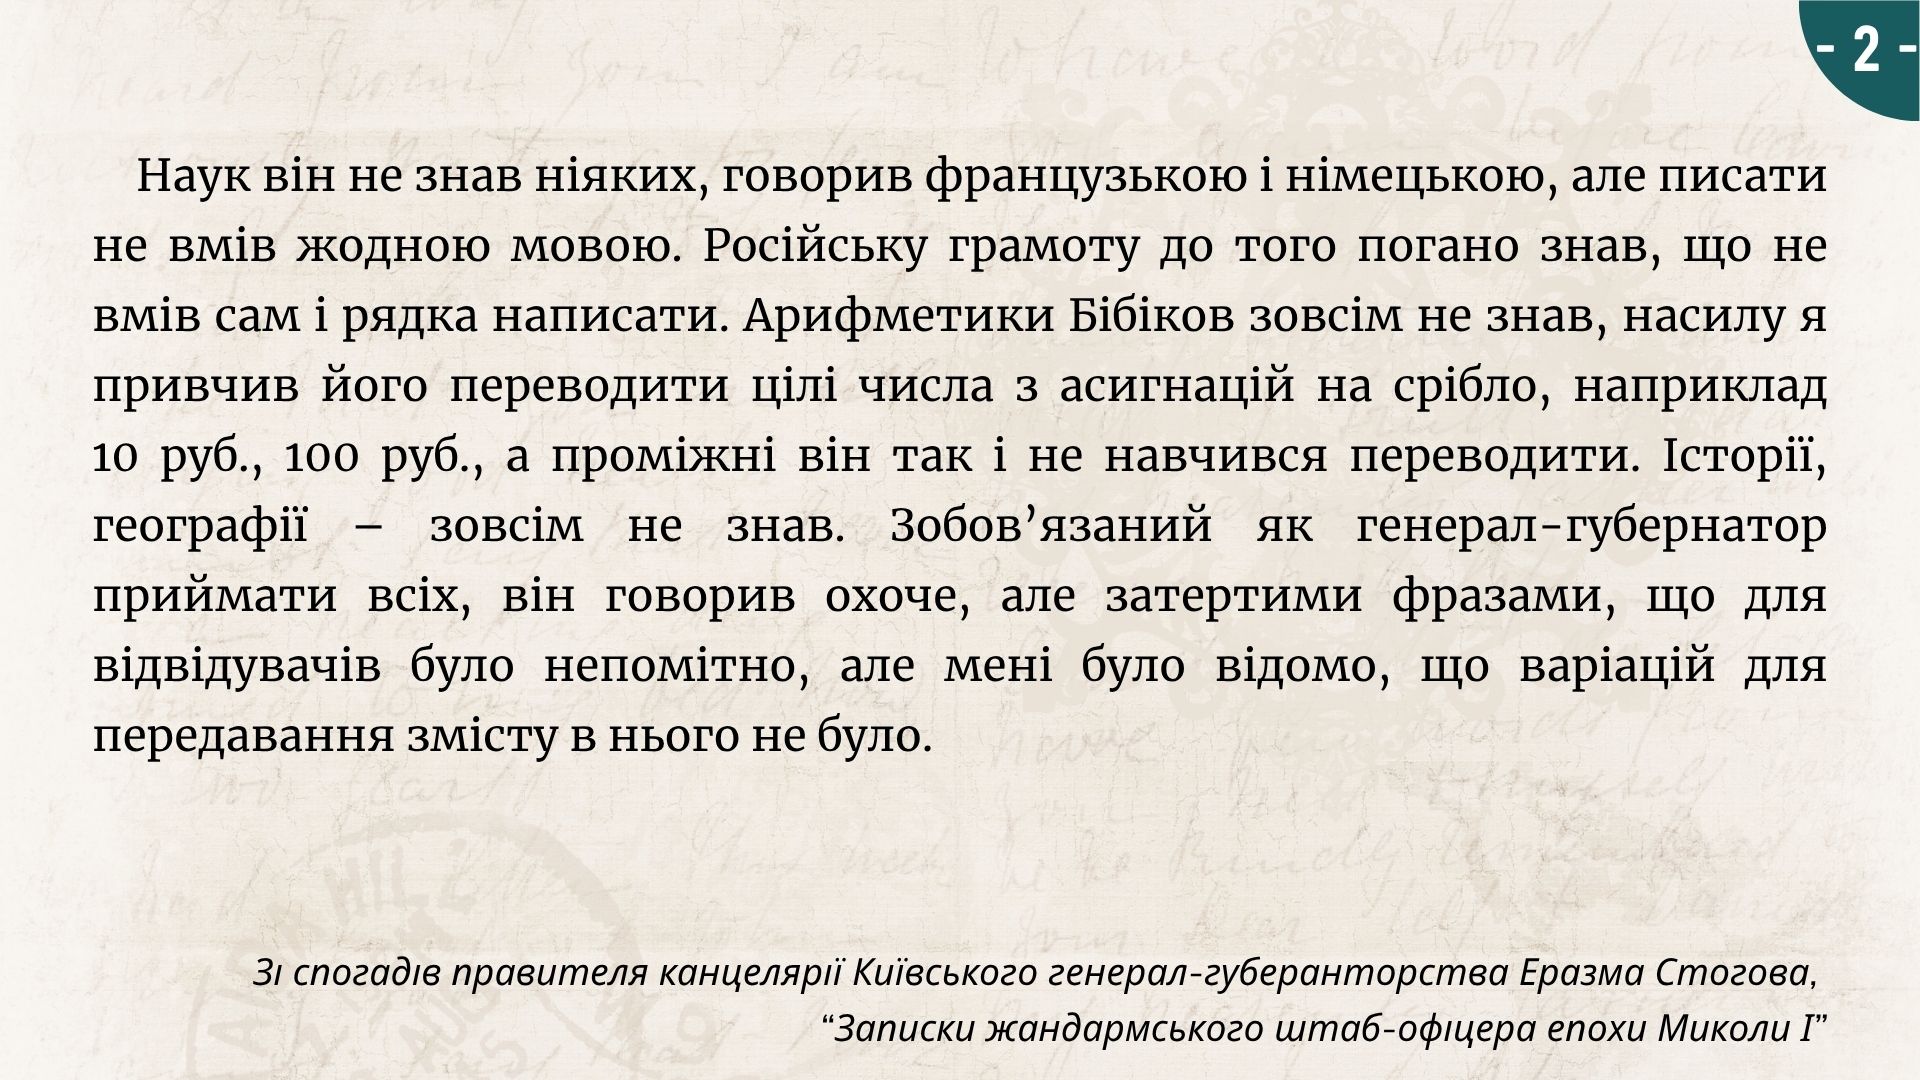 - 2 -
Наук він не знав ніяких, говорив французькою і німецькою, але писати
не вмів жодною мовою. Російську грамоту до того погано знав, що не
вмів сам і рядка написати. Арифметики Бібіков зовсім не знав, насилу я
привчив його переводити цілі числа з асигнацій на срібло, наприклад
10 руб., 100 руб., а проміжні він так і не навчився переводити. Історії,
географії – зовсім не знав. Зобов’язаний як генерал-губернатор
приймати всіх, він говорив охоче, але затертими фразами, що для
відвідувачів було непомітно, але мені було відомо, що варіацій для
передавання змісту в нього не було.
Зі спогадів правителя канцелярії Київського генерал-губеранторства Еразма Стогова,
“Записки жандармського штаб-офіцера епохи Миколи І”